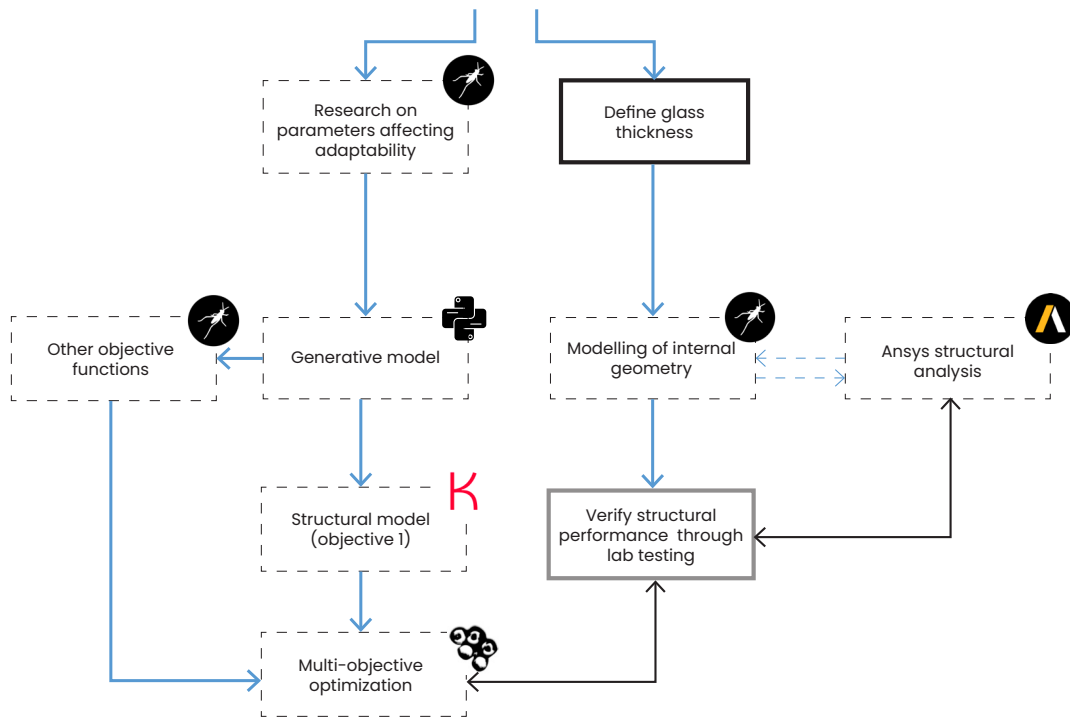 Research on
parameters affecting
adaptability
Define glass
thickness
Other objective
functions
Generative model
Modelling of internal
geometry
Ansys structural
analysis
Structural model
(objective 1)
Verify structural
performance through
lab testing
Multi-objective
optimization